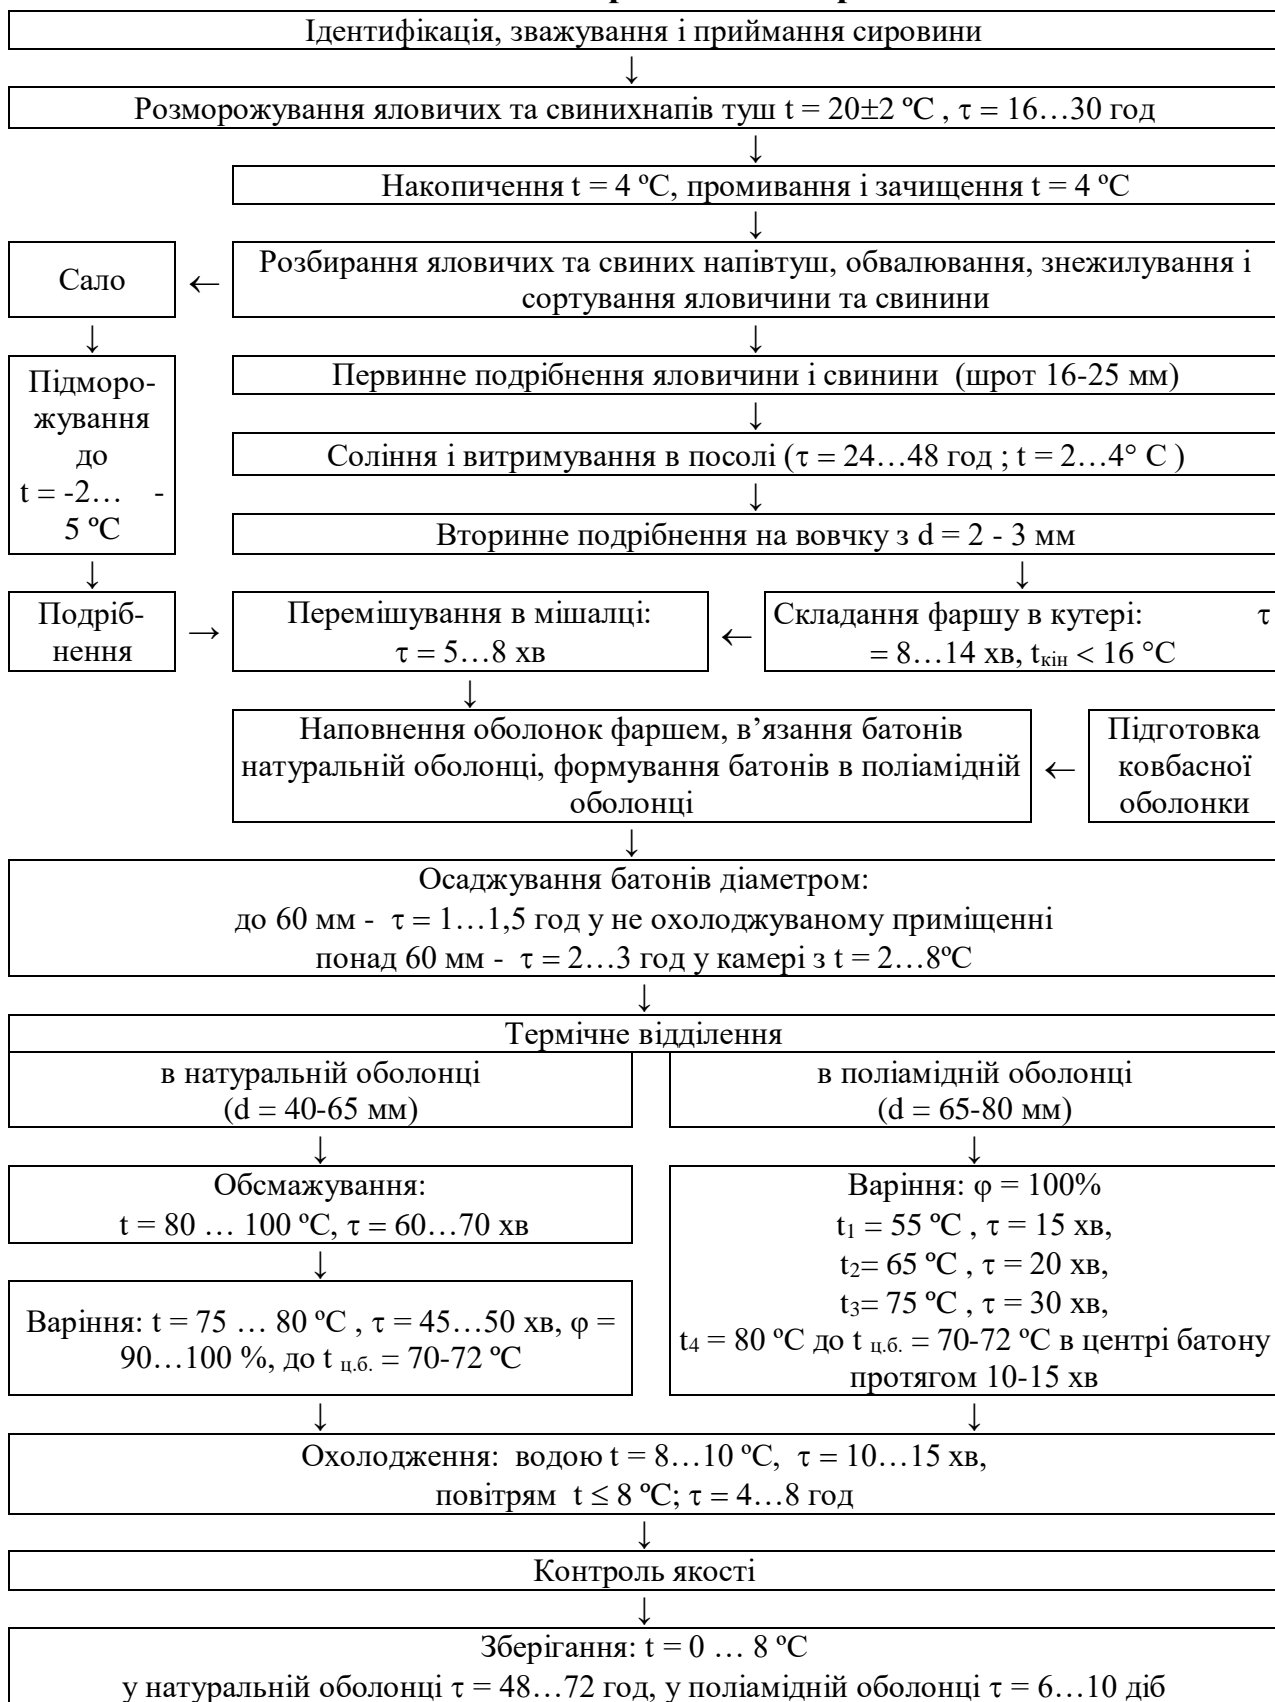 Ідентифікація, зважування і приймання сировини
↓
Розморожування яловичих та свинихнапів туш t = 20±2 ºС , τ = 16…30 год
↓
Накопичення t = 4 ºС, промивання і зачищення t = 4 ºС
↓
Сало
←
Розбирання яловичих та свиних напівтуш, обвалювання, знежилування і
сортування яловичини та свинини
↓
↓
Підморо-
жування
до
t = -2… -
5 ºС
Первинне подрібнення яловичини і свинини (шрот 16-25 мм)
↓
Соління і витримування в посолі (τ = 24…48 год ; t = 2…4° С )
↓
Вторинне подрібнення на вовчку з d = 2 - 3 мм
↓
↓
Подріб-
нення
→
Перемішування в мішалці:
τ = 5…8 хв
←
Складання фаршу в кутері: τ
= 8…14 хв, tкін < 16 °С
↓
Наповнення оболонок фаршем, в’язання батонів
натуральній оболонці, формування батонів в поліамідній
оболонці
←
Підготовка
ковбасної
оболонки
↓
Осаджування батонів діаметром:
до 60 мм - τ = 1…1,5 год у не охолоджуваному приміщенні
понад 60 мм - τ = 2…3 год у камері з t = 2…8ºС
↓
Термічне відділення
в натуральній оболонці
(d = 40-65 мм)
в поліамідній оболонці
(d = 65-80 мм)
↓
↓
Обсмажування:
t = 80 … 100 ºС, τ = 60…70 хв
↓
Варіння: t = 75 … 80 ºС , τ = 45…50 хв, φ =
90…100 %, до t ц.б. = 70-72 ºС
Варіння: φ = 100%
t1 = 55 ºС , τ = 15 хв,
t2= 65 ºС , τ = 20 хв,
t3= 75 ºС , τ = 30 хв,
t4 = 80 ºС до t ц.б. = 70-72 ºС в центрі батону
протягом 10-15 хв
↓
↓
Охолодження: водою t = 8…10 ºС, τ = 10…15 хв,
повітрям t ≤ 8 ºС; τ = 4…8 год
↓
Контроль якості
↓
Зберігання: t = 0 … 8 ºС
у натуральній оболонці τ = 48…72 год, у поліамідній оболонці τ = 6…10 діб